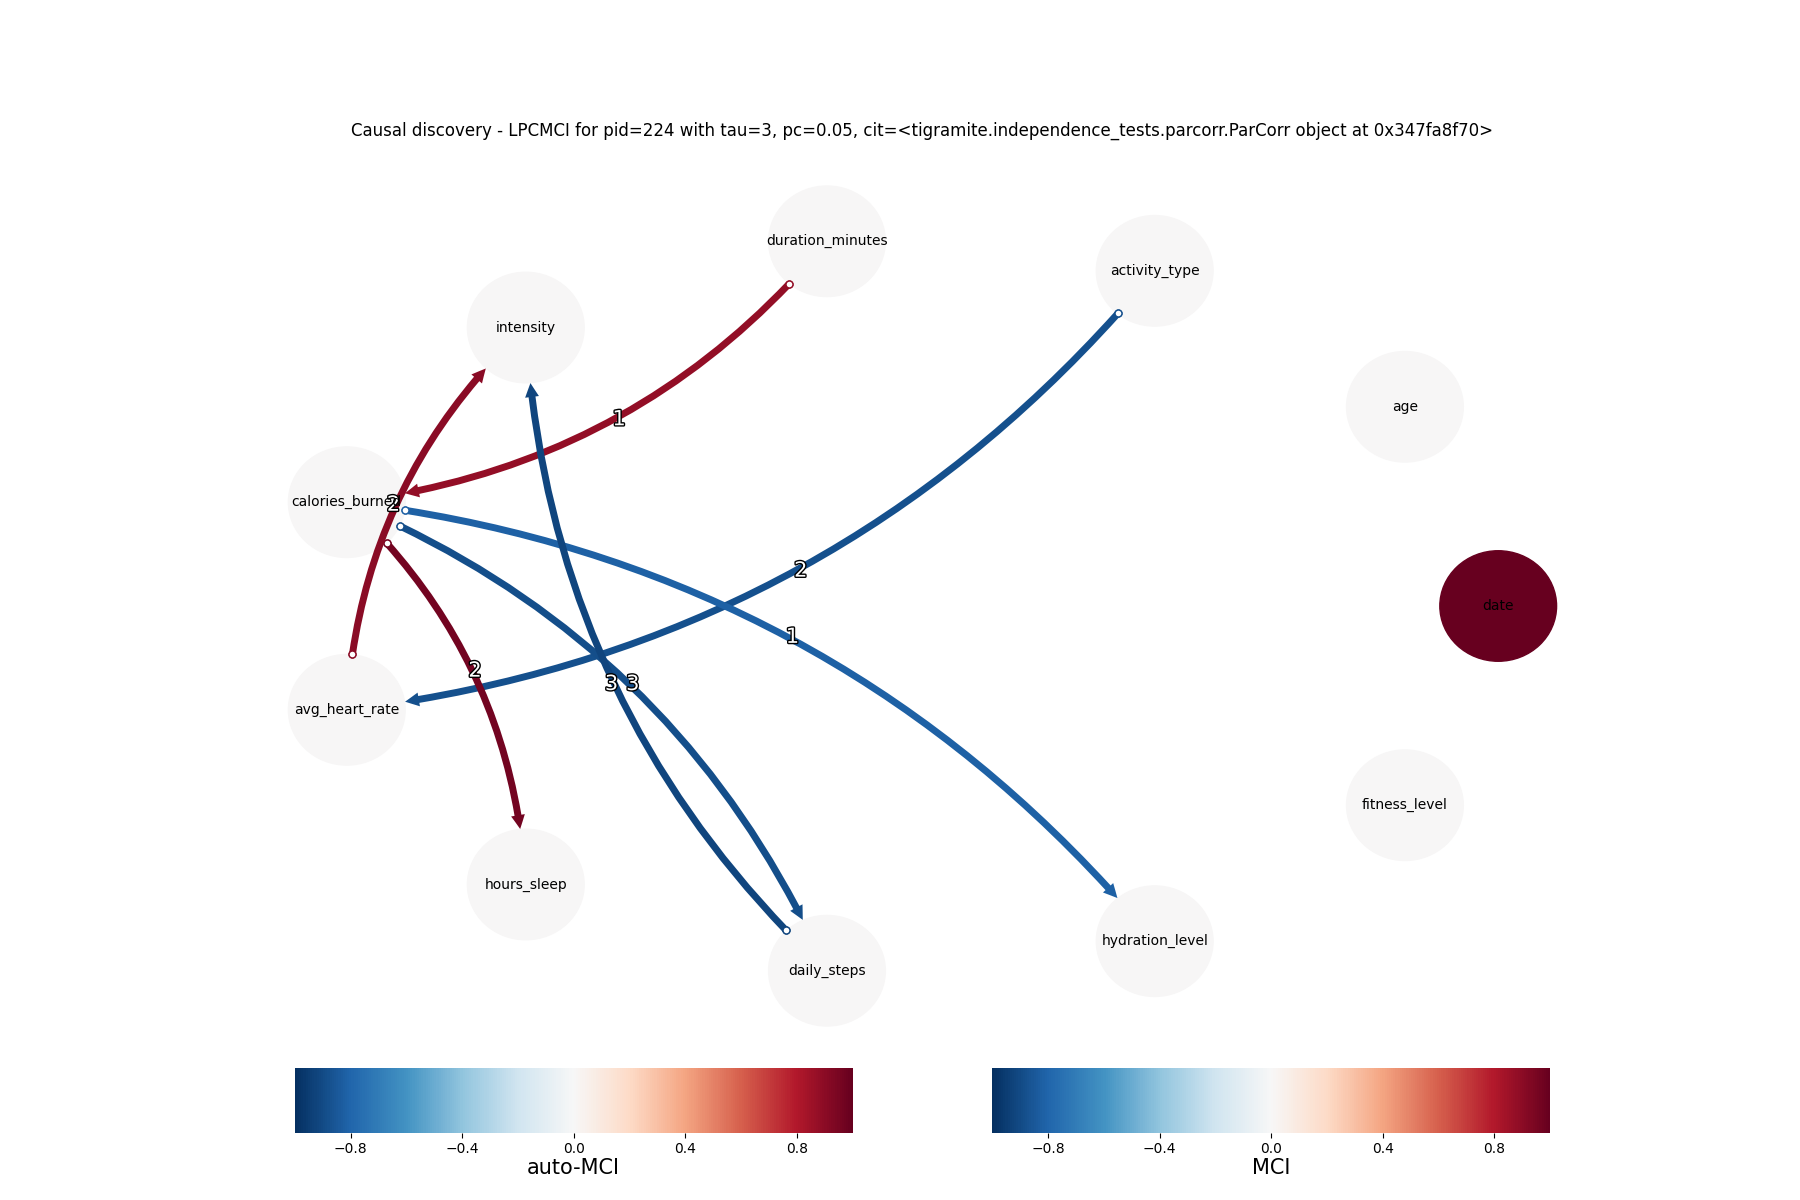 Causal discovery - LPCMCI for pid=224 with tau=3, pc=0.05, cit=<tigramite.independence_tests.parcorr.ParCorr object at 0x347fa8f70>
duration_minutes
activity_type
intensity
age
1
calories_burned
2
2
date
1
2
3
3
avg_heart_rate
fitness_level
hours_sleep
hydration_level
daily_steps
−0.8
−0.4
0.0
0.4
0.8
auto-MCI
−0.8
−0.4
0.0
0.4
0.8
MCI